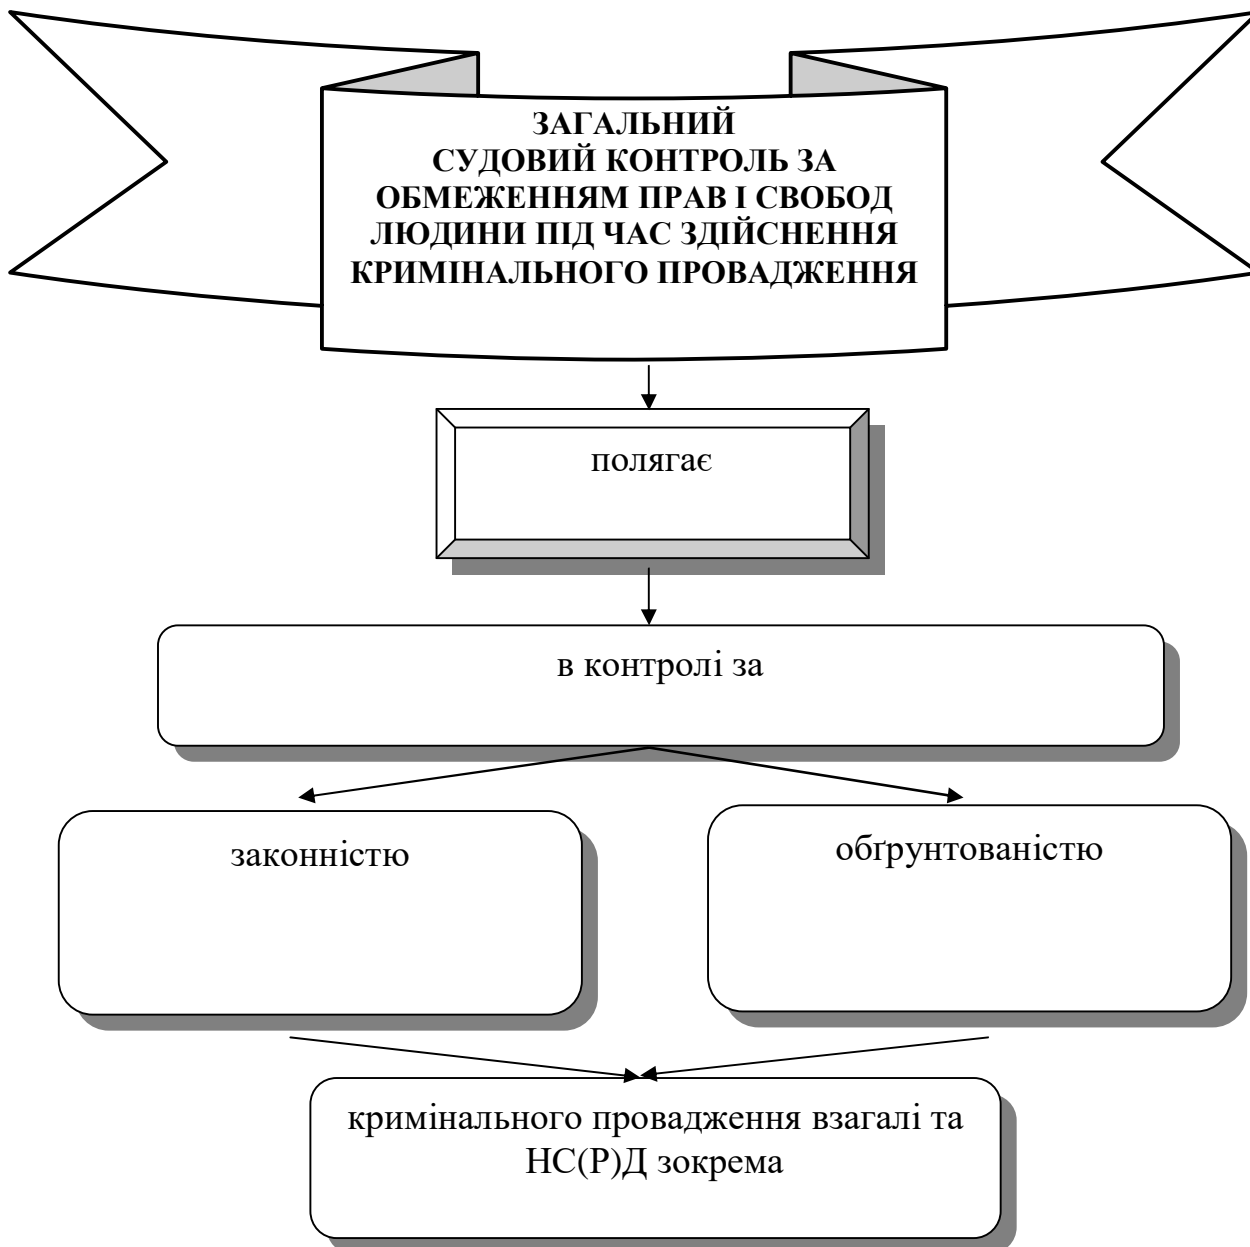 ЗАГАЛЬНИЙ
СУДОВИЙ КОНТРОЛЬ ЗА
ОБМЕЖЕННЯМ ПРАВ І СВОБОД
ЛЮДИНИ ПІД ЧАС ЗДІЙСНЕННЯ
КРИМІНАЛЬНОГО ПРОВАДЖЕННЯ
полягає
в контролі за
законністю
обґрунтованістю
кримінального провадження взагалі та
НС(Р)Д зокрема